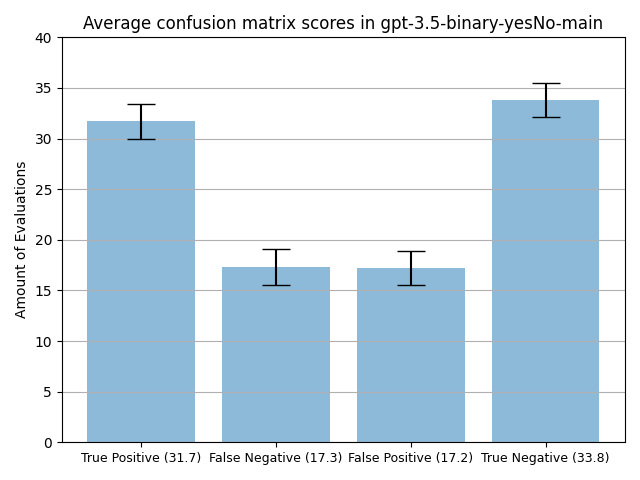 Average confusion matrix scores in gpt-3.5-binary-yesNo-main
40
35
30
25
20
15
10
5
0
Amount of Evaluations
True Positive (31.7)
False Negative (17.3)
False Positive (17.2)
True Negative (33.8)